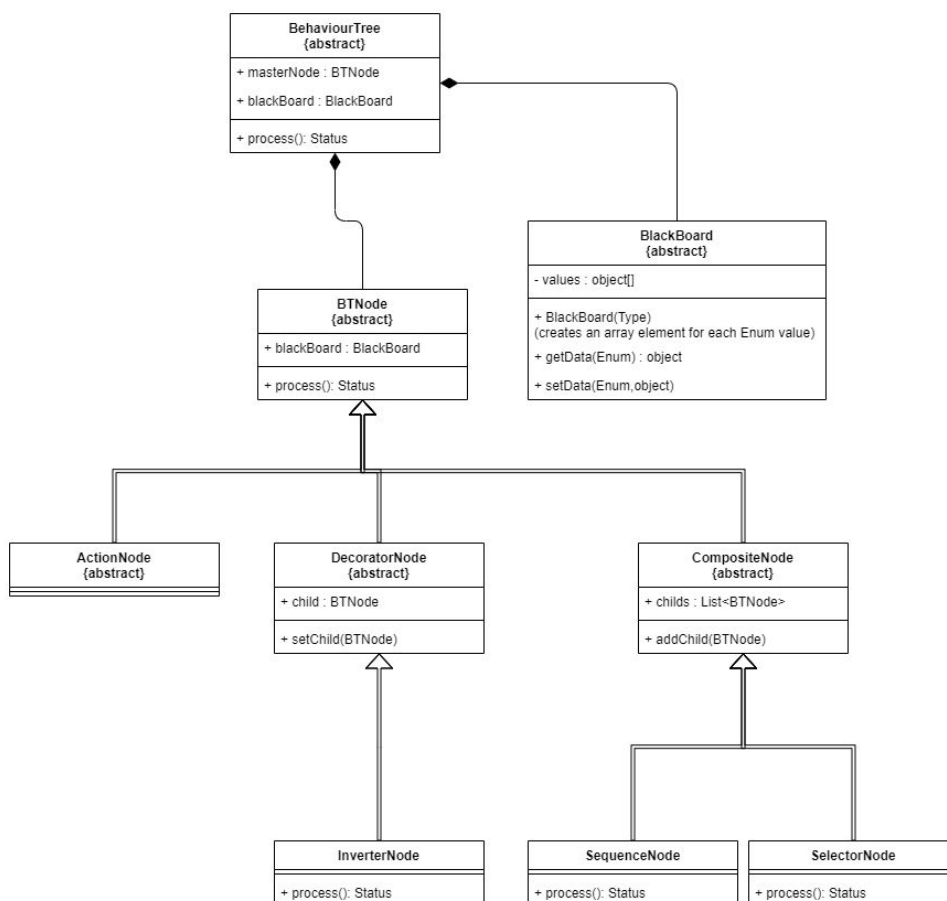 BehaviourTree
{abstract}
+ masterNode : BTNode
+ blackBoard : BlackBoard
+ process(): Status
BlackBoard
{abstract}
- values : object[]
+ BlackBoard(Type)
(creates an array element for each Enum value)
+ getData(Enum) : object
+ setData(Enum,object)
BTNode
{abstract}
+ blackBoard : BlackBoard
+ process(): Status
ActionNode
{abstract}
DecoratorNode
{abstract}
+ child : BTNode
+ setChild(BTNode)
CompositeNode
{abstract}
+ childs : List<BTNode>
+ addChild(BTNode)
InverterNode
+ process(): Status
SequenceNode
+ process(): Status
SelectorNode
+ process(): Status